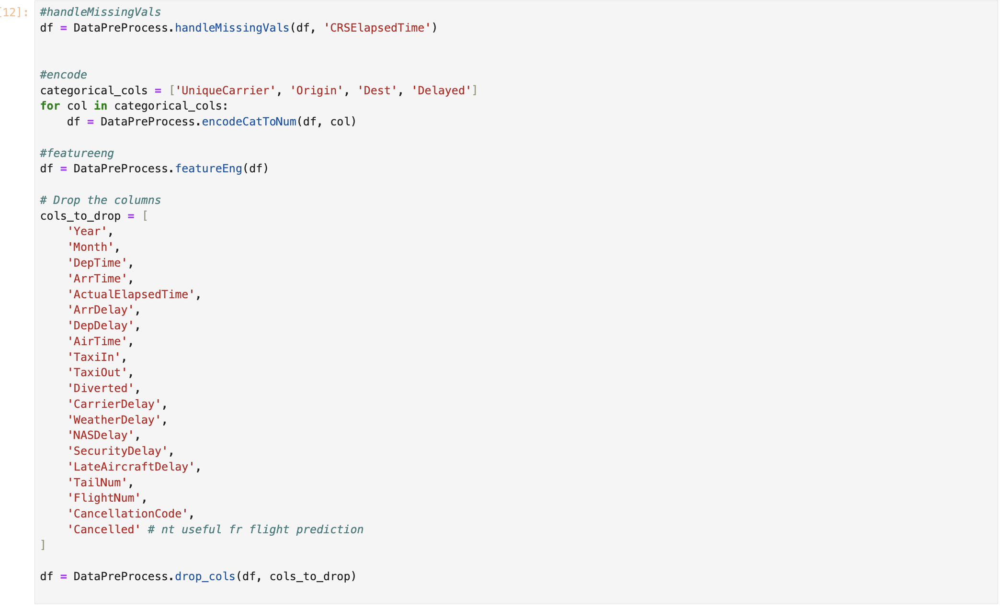 [12]:
#handleMissingVals
df = DataPreProcess.handleMissingVals(df, 'CRSElapsedTime')
#encode
categorical_cols = ['UniqueCarrier', 'Origin', 'Dest', 'Delayed']
for col in categorical_cols:
    df = DataPreProcess.encodeCatToNum(df, col)
#featureeng
df = DataPreProcess.featureEng(df)
# Drop the columns
cols_to_drop = [
    'Year',
    'Month',
    'DepTime',
    'ArrTime',
    'ActualElapsedTime',
    'ArrDelay',
    'DepDelay',
    'AirTime',
    'TaxiIn',
    'TaxiOut',
    'Diverted',
    'CarrierDelay',
    'WeatherDelay',
    'NASDelay',
    'SecurityDelay',
    'LateAircraftDelay',
    'TailNum',
    'FlightNum',
    'CancellationCode',
    'Cancelled' # nt useful fr flight prediction
]
df = DataPreProcess.drop_cols(df, cols_to_drop)